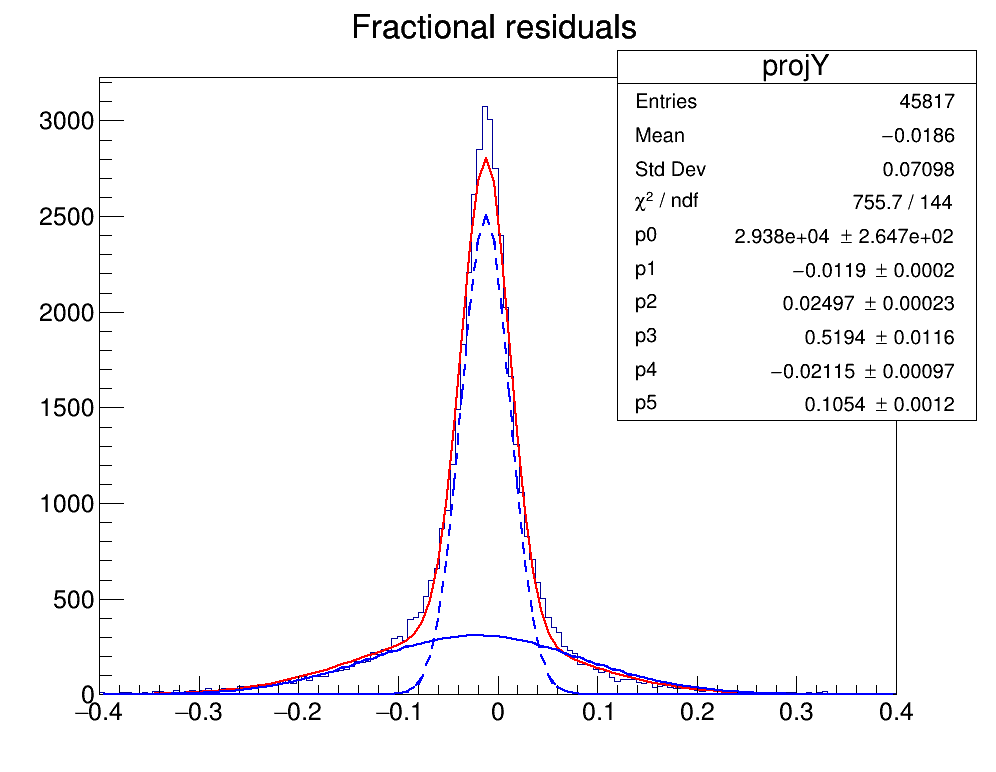 Fractional residuals
projY
Entries 45817
Mean −0.0186
Std Dev 0.07098
χ² / ndf 755.7 / 144
p0 2.938e+04 ± 2.647e+02
p1 −0.0119 ± 0.0002
p2 0.02497 ± 0.00023
p3 0.5194 ± 0.0116
p4 −0.02115 ± 0.00097
p5 0.1054 ± 0.0012
3000
2500
2000
1500
1000
500
0
−0.4 −0.3 −0.2 −0.1 0 0.1 0.2 0.3 0.4